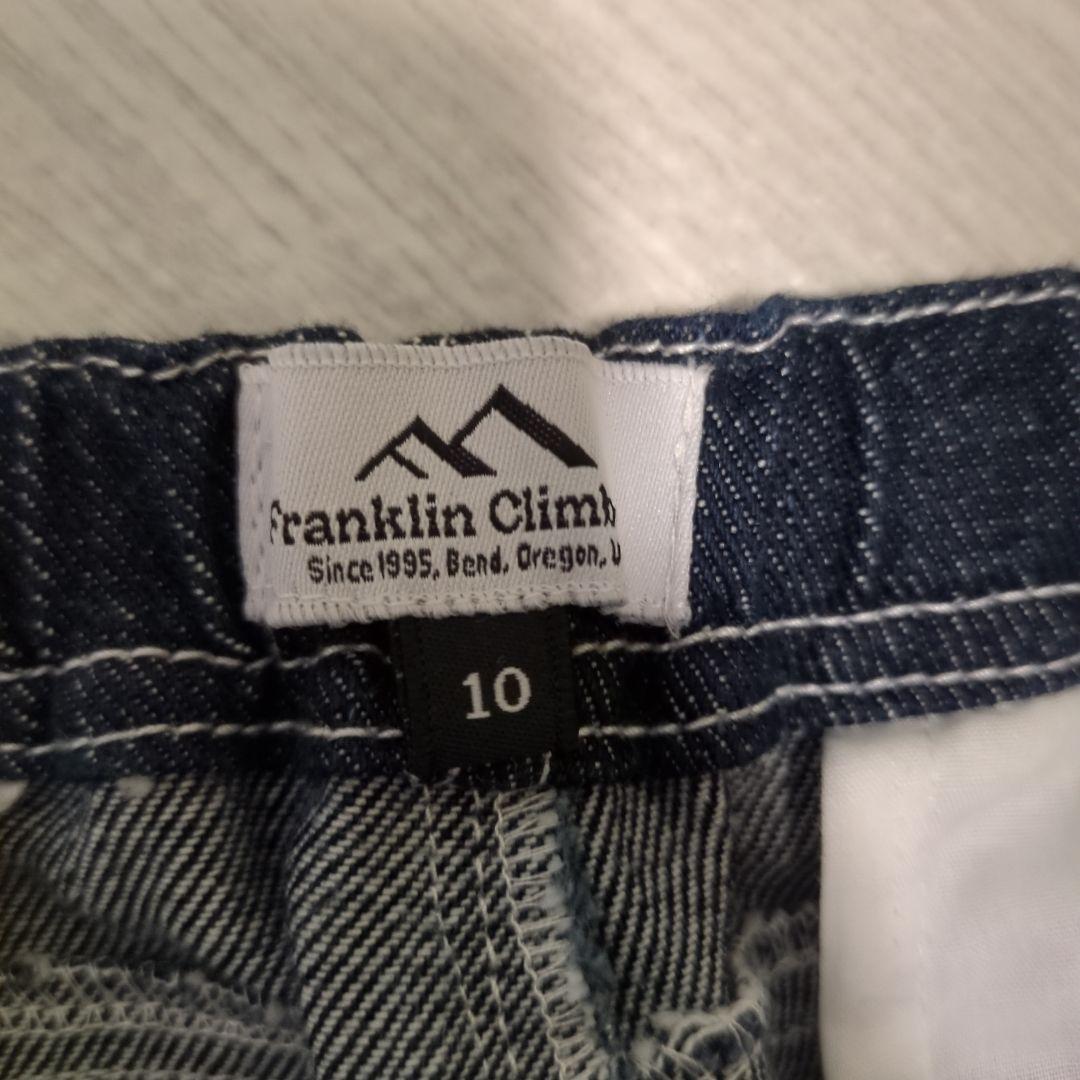 Franklin Climb
Since 1995, Bend, Oregon, U
10